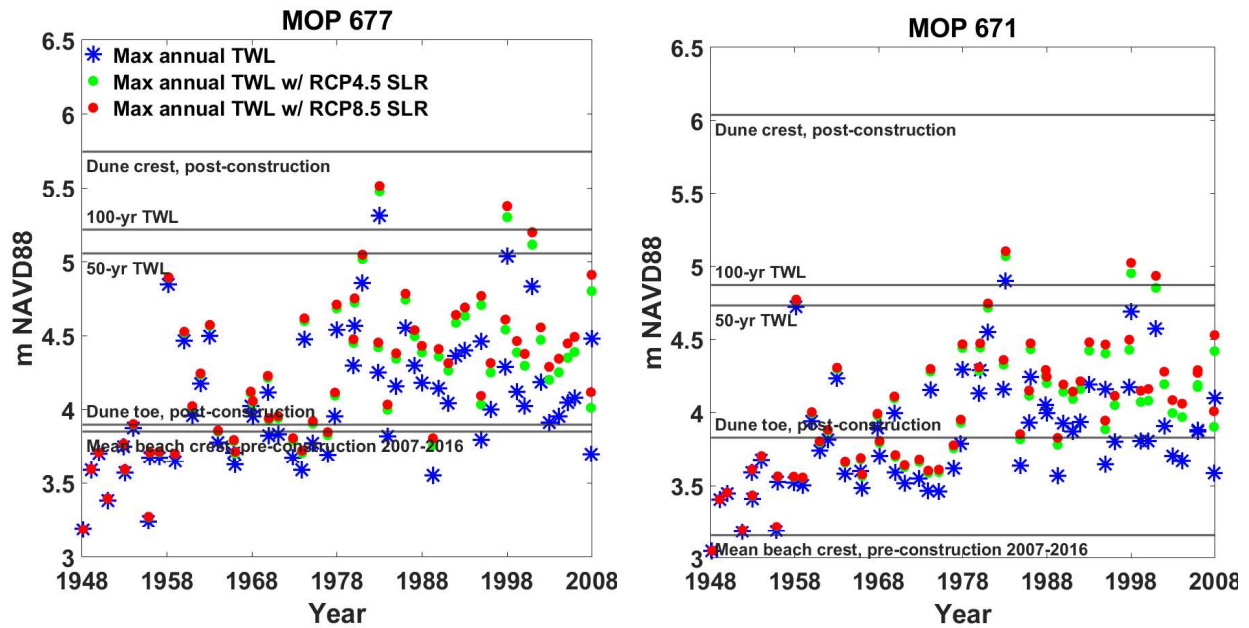 MOP 677
6.5
6
5.5
5
4.5
4
3.5
3
m NAVD88
Max annual TWL
Max annual TWL w/ RCP4.5 SLR
Max annual TWL w/ RCP8.5 SLR
Dune crest, post-construction
100-yr TWL
50-yr TWL
Dune toe, post-construction
Mean beach crest, pre-construction 2007-2016
1948 1958 1968 1978 1988 1998 2008
Year
MOP 671
6.5
6
5.5
5
4.5
4
3.5
3
m NAVD88
Dune crest, post-construction
100-yr TWL
50-yr TWL
Dune toe, post-construction
Mean beach crest, pre-construction 2007-2016
1948 1958 1968 1978 1988 1998 2008
Year